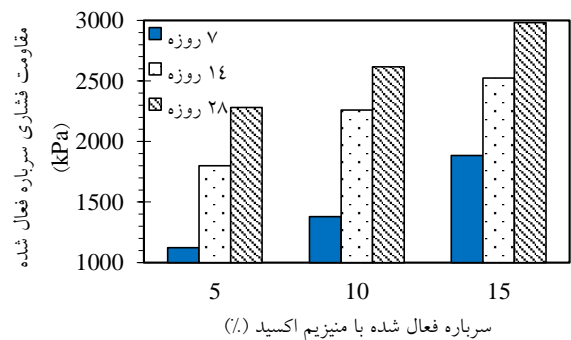 مقاومت فشاری سرباره فعال شده
(kPa)
3000
2500
2000
1500
1000
۷ روزه
۱٤ روزه
۲۸ روزه
5 10 15
سرباره فعال شده با منیزیم اکسید (٪)